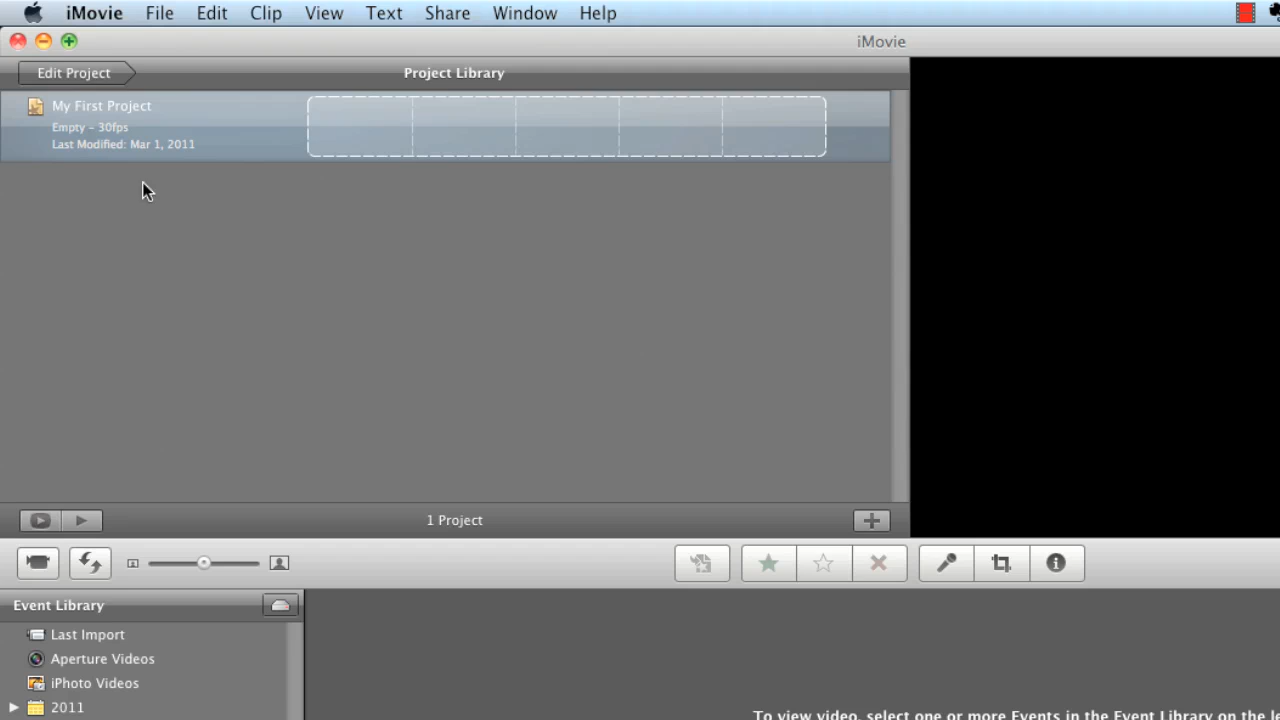 iMovie File Edit Clip View Text Share Window Help
iMovie
Edit Project Project Library
My First Project
Empty - 30fps
Last Modified: Mar 1, 2011
1 Project
Event Library
Last Import
Aperture Videos
iPhoto Videos
2011
To view video, select one or more Events in the Event Library on the